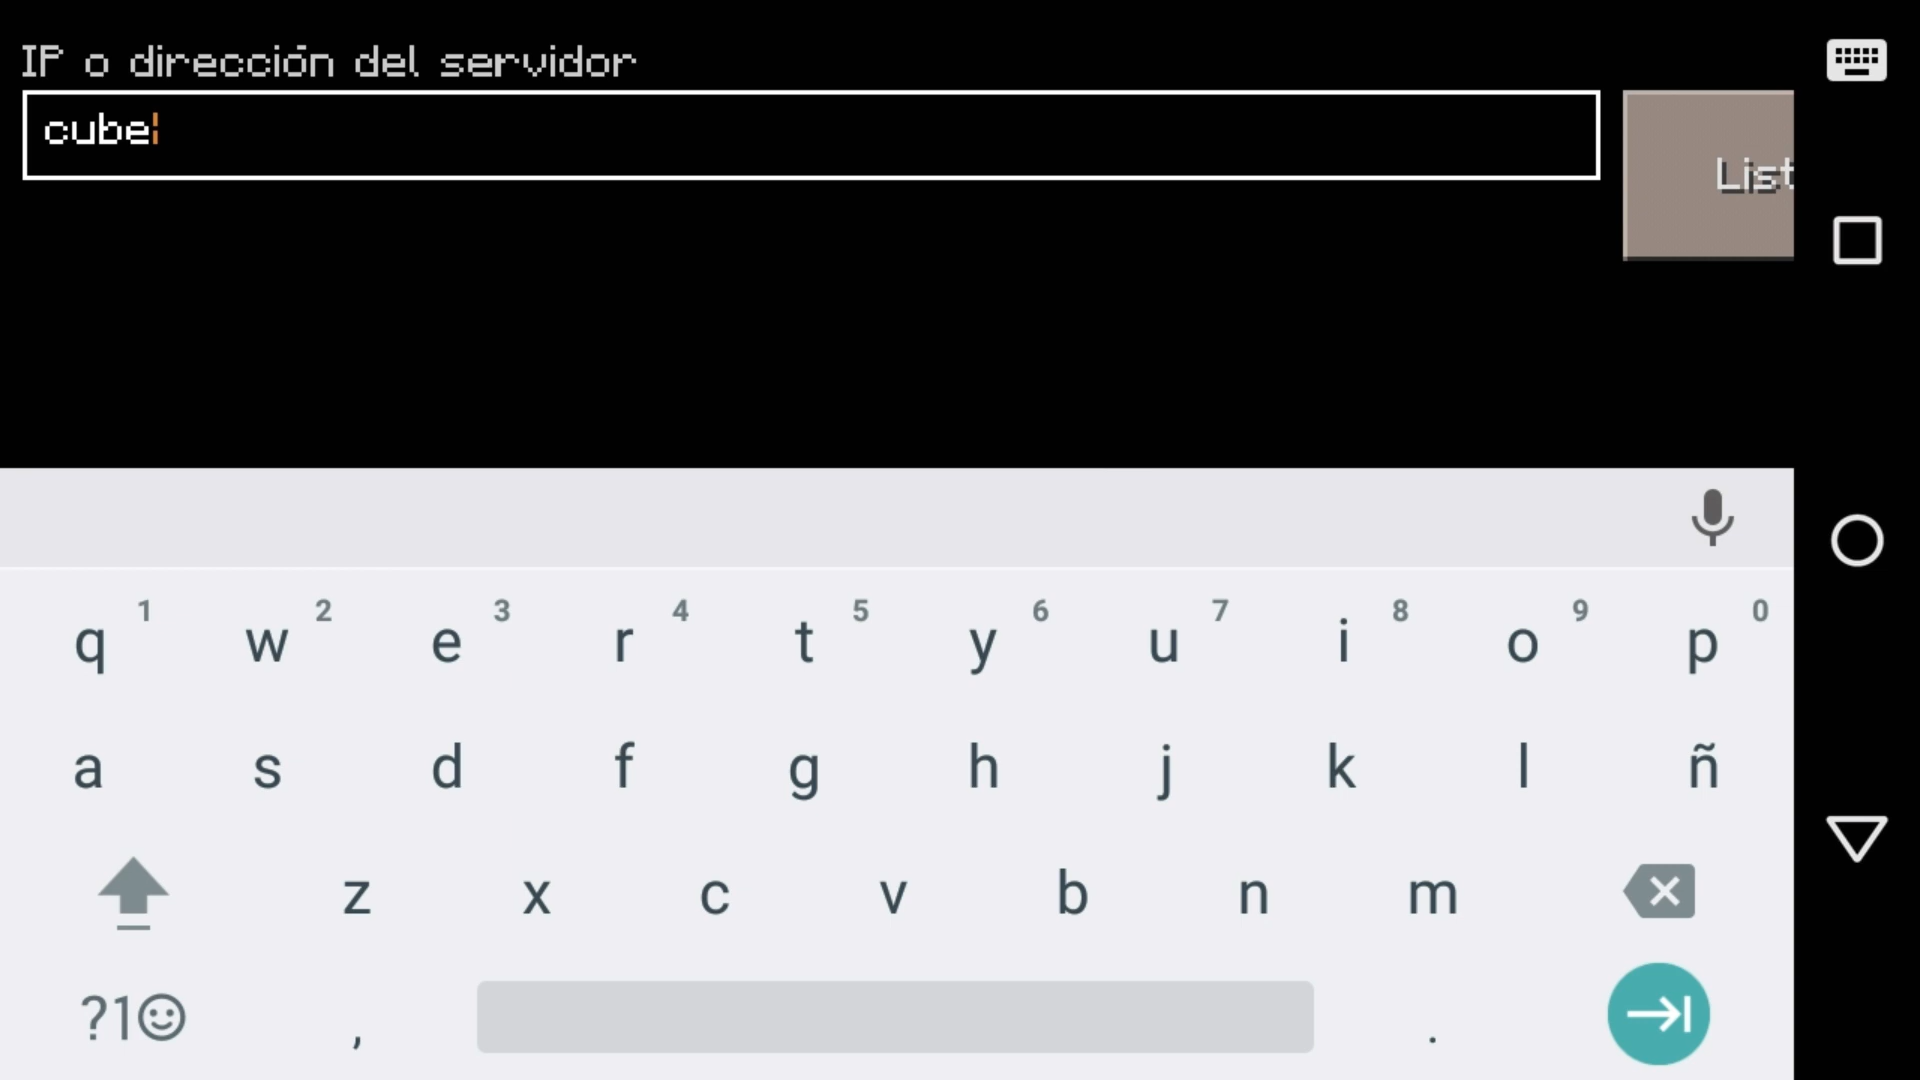 IP o dirección del servidor
cube
List
1 2 3 4 5 6 7 8 9 0
q w e r t y u i o p
a s d f g h j k l ñ
z x c v b n m
?1☺ , .